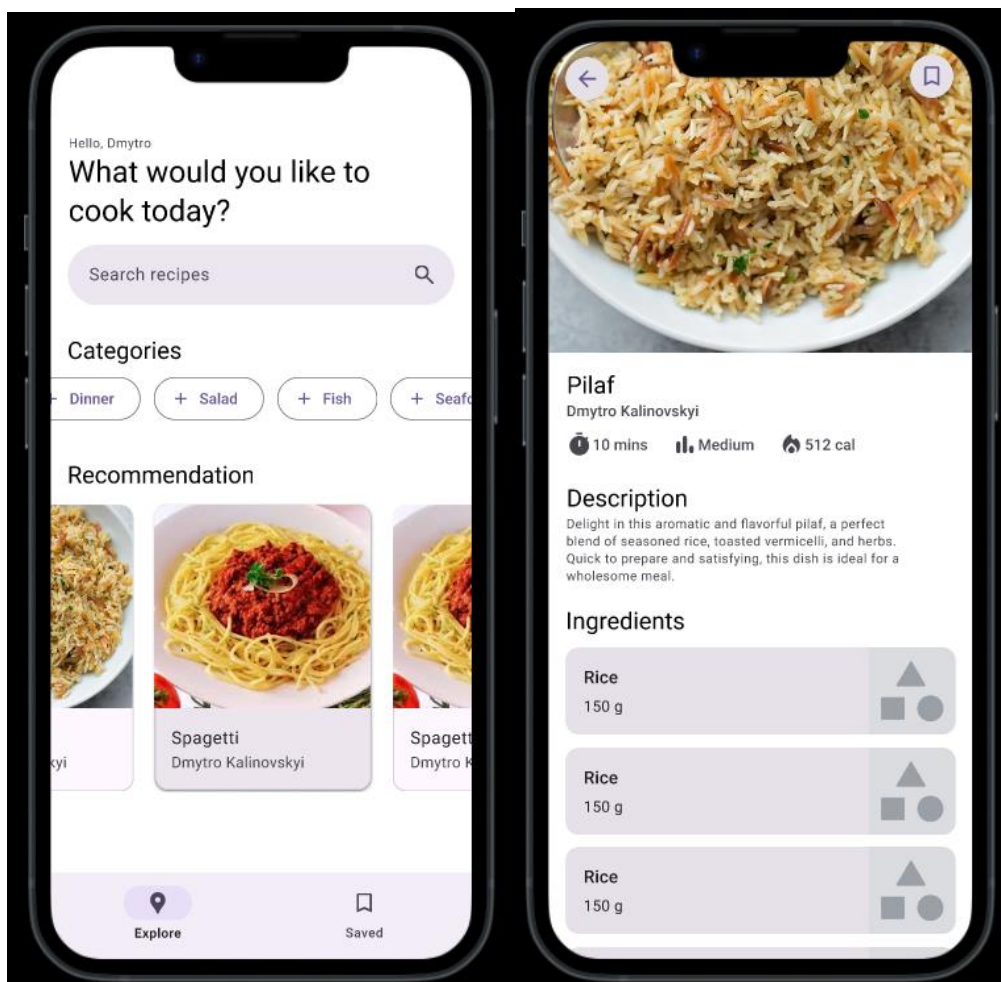 Hello, Dmytro
What would you like to
cook today?
Search recipes
Categories
+ Dinner
+ Salad
+ Fish
+ Seafo
Recommendation
kyi
Spagetti
Dmytro Kalinovskyi
Spagett
Dmytro K
Explore
Saved
Pilaf
Dmytro Kalinovskyi
10 mins
Medium
512 cal
Description
Delight in this aromatic and flavorful pilaf, a perfect
blend of seasoned rice, toasted vermicelli, and herbs.
Quick to prepare and satisfying, this dish is ideal for a
wholesome meal.
Ingredients
Rice
150 g
Rice
150 g
Rice
150 g